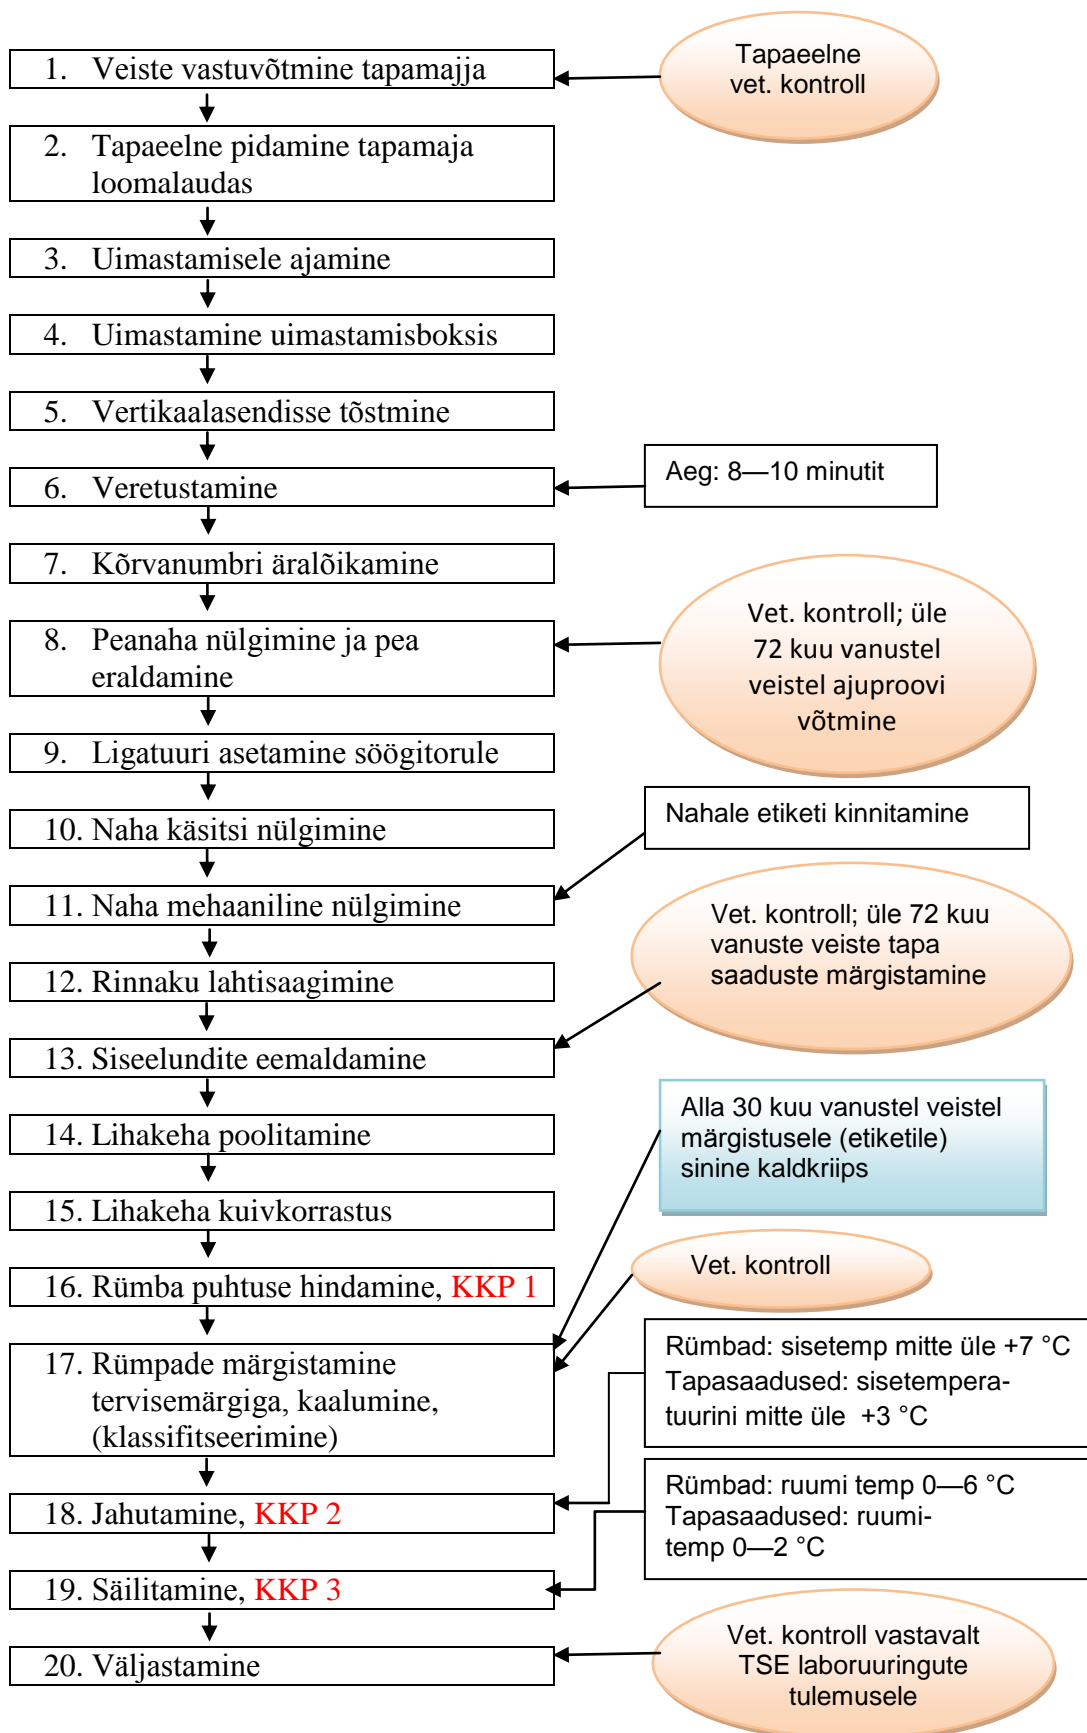 Tapaeelne
vet. kontroll
1. Veiste vastuvõtmine tapamajja
2. Tapaeelne pidamine tapamaja
loomalaudas
3. Uimastamisele ajamine
4. Uimastamine uimastamisboksis
5. Vertikaalasendisse tõstmine
6. Veretustamine
Aeg: 8—10 minutit
7. Kõrvanumbri äralõikamine
8. Peanaha nülgimine ja pea
eraldamine
Vet. kontroll; üle
72 kuu vanustel
veistel ajuproovi
võtmine
9. Ligatuuri asetamine söögitorule
10. Naha käsitsi nülgimine
Nahale etiketi kinnitamine
11. Naha mehaaniline nülgimine
12. Rinnaku lahtisaagimine
Vet. kontroll; üle 72 kuu
vanuste veiste tapa
saaduste märgistamine
13. Siseelundite eemaldamine
14. Lihakeha poolitamine
Alla 30 kuu vanustel veistel
märgistusele (etiketile)
sinine kaldkriips
15. Lihakeha kuivkorrastus
16. Rümba puhtuse hindamine, KKP 1
Vet. kontroll
17. Rümpade märgistamine
tervisemärgiga, kaalumine,
(klassifitseerimine)
Rümbad: sisetemp mitte üle +7 °C
Tapasaadused: sisetempera-
tuurini mitte üle +3 °C
18. Jahutamine, KKP 2
Rümbad: ruumi temp 0—6 °C
Tapasaadused: ruumi-
temp 0—2 °C
19. Säilitamine, KKP 3
20. Väljastamine
Vet. kontroll vastavalt
TSE laboruuringute
tulemusele